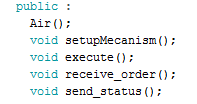 public :
Air();
void setupMecanism();
void execute();
void receive_order();
void send_status();